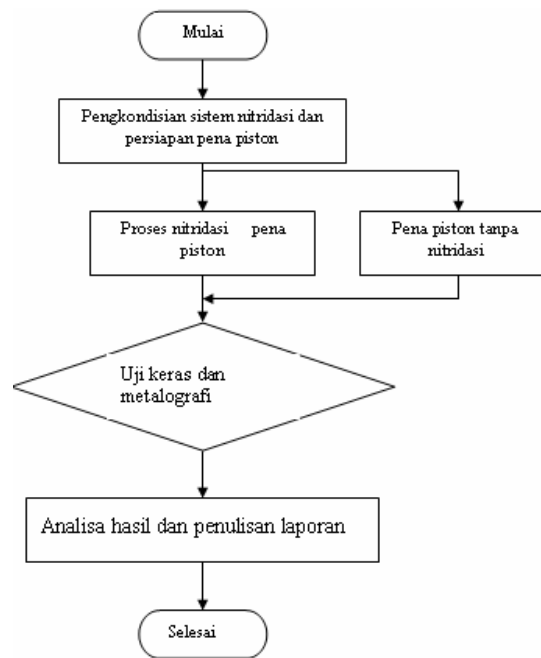 Mulai
Pengkondisian sistem nitridasi dan
persiapan pena piston
Proses nitridasi pena
piston
Pena piston tanpa
nitridasi
Uji keras dan
metalografi
Analisa hasil dan penulisan laporan
Selesai